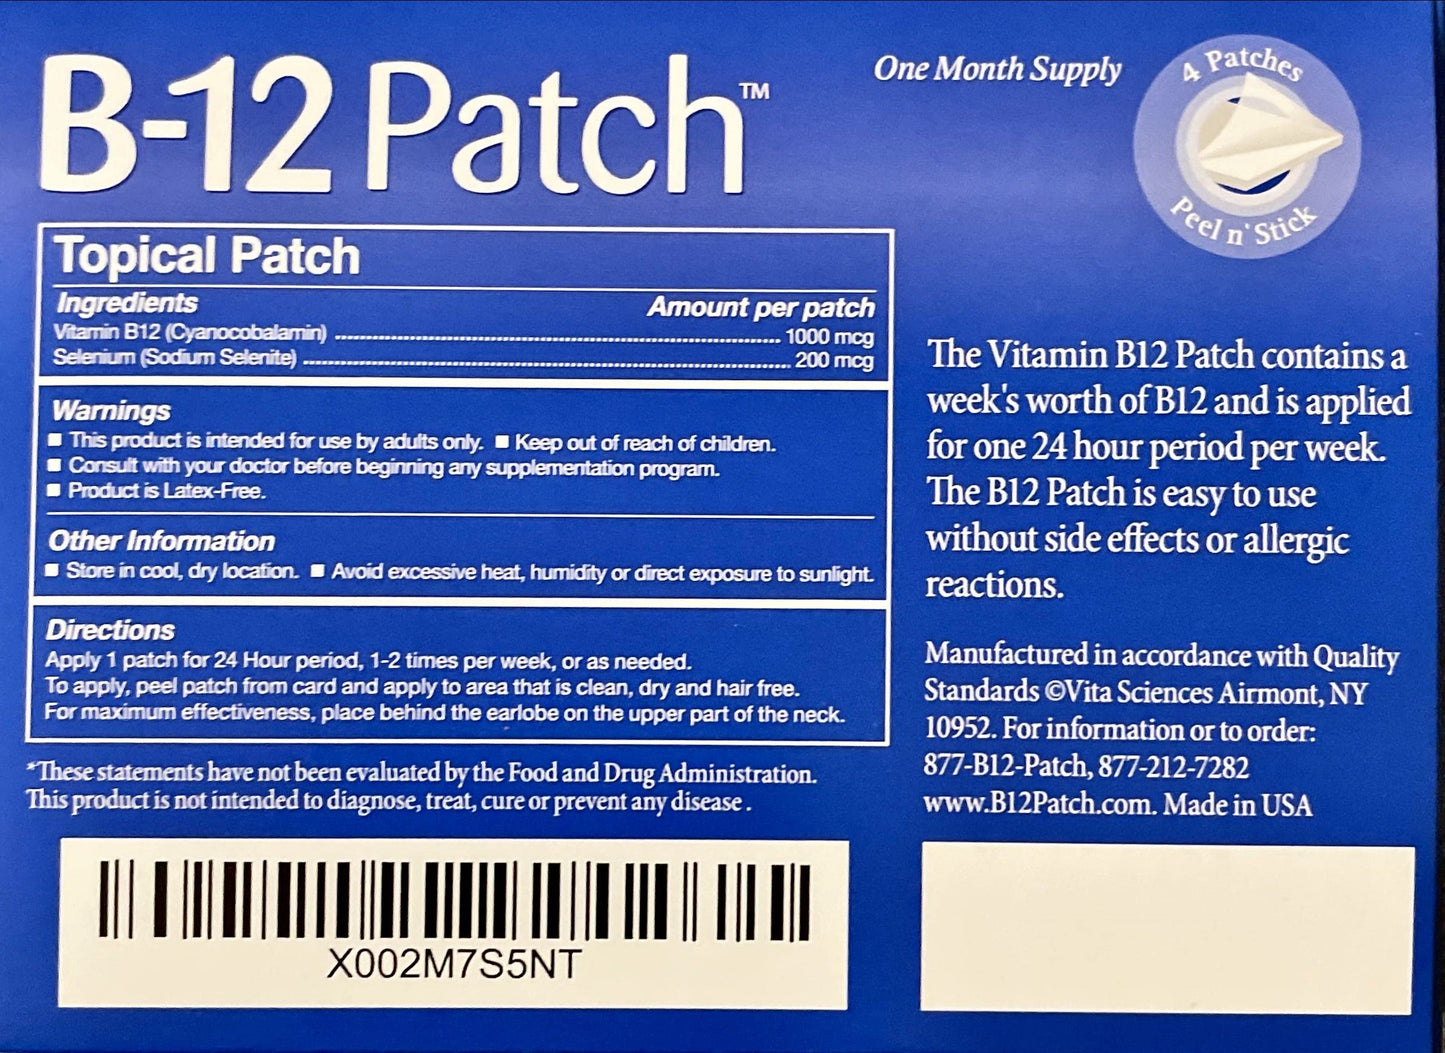 B-12 Patch™
One Month Supply
4 Patches
Peel n' Stick
Topical Patch
Ingredients Amount per patch
Vitamin B12 (Cyanocobalamin) ........ 1000 mcg
Selenium (Sodium Selenite) ........ 200 mcg
Warnings
■ This product is intended for use by adults only. ■ Keep out of reach of children.
■ Consult with your doctor before beginning any supplementation program.
■ Product is Latex-Free.
Other Information
■ Store in cool, dry location. ■ Avoid excessive heat, humidity or direct exposure to sunlight.
Directions
Apply 1 patch for 24 Hour period, 1-2 times per week, or as needed.
To apply, peel patch from card and apply to area that is clean, dry and hair free.
For maximum effectiveness, place behind the earlobe on the upper part of the neck.
*These statements have not been evaluated by the Food and Drug Administration.
This product is not intended to diagnose, treat, cure or prevent any disease .
X002M7S5NT
The Vitamin B12 Patch contains a
week's worth of B12 and is applied
for one 24 hour period per week.
The B12 Patch is easy to use
without side effects or allergic
reactions.
Manufactured in accordance with Quality
Standards ©Vita Sciences Airmont, NY
10952. For information or to order:
877-B12-Patch, 877-212-7282
www.B12Patch.com. Made in USA